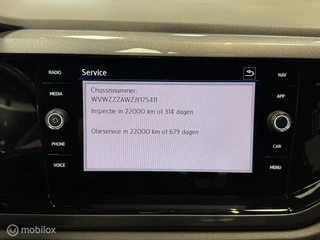 Service
RADIO
MEDIA
PHONE
VOICE
NAV
APP
CAR
MENU
Chassisnummer:
WVWZZZAWZJY175411
Inspectie in 22000 km of 314 dagen
Olieservice in 22000 km of 679 dagen
mobilox